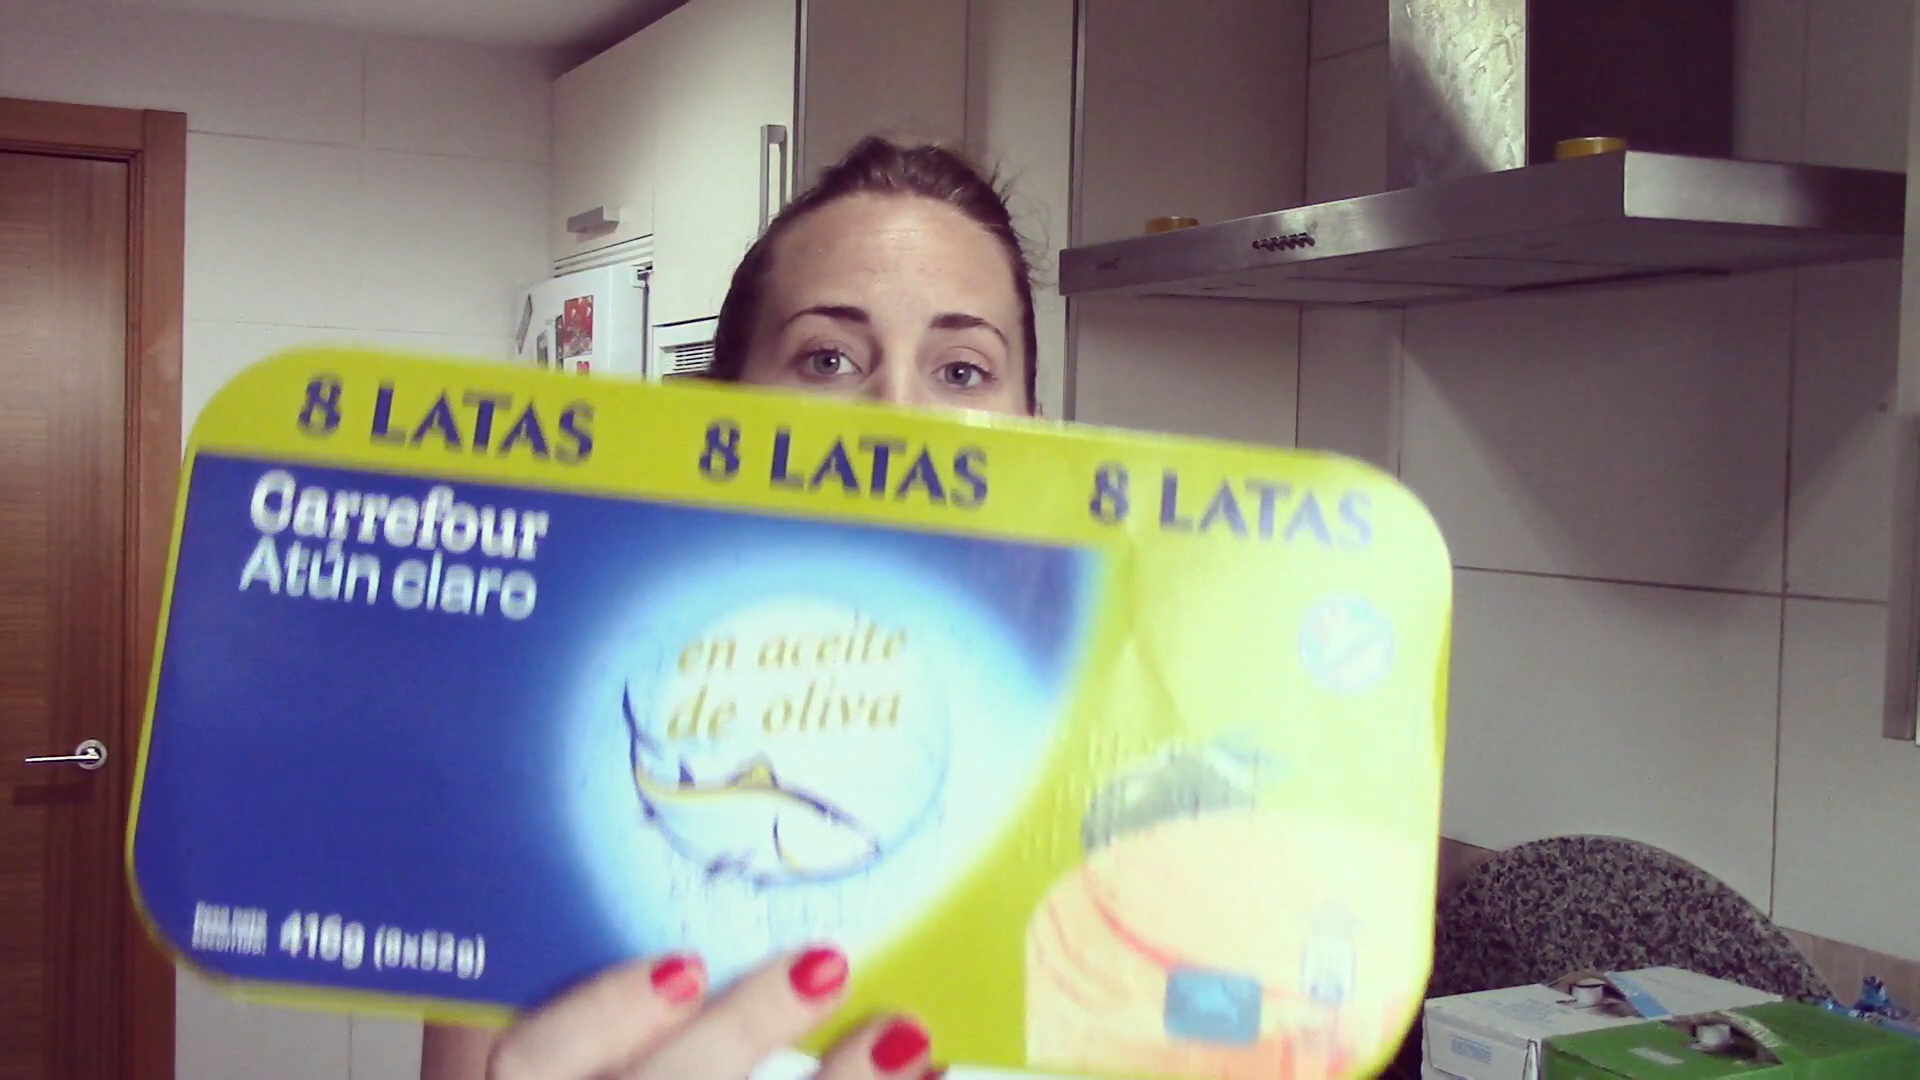 8 LATAS 8 LATAS 8 LATAS
Carrefour
Atún claro
en aceite
de oliva
416g (8x52g)